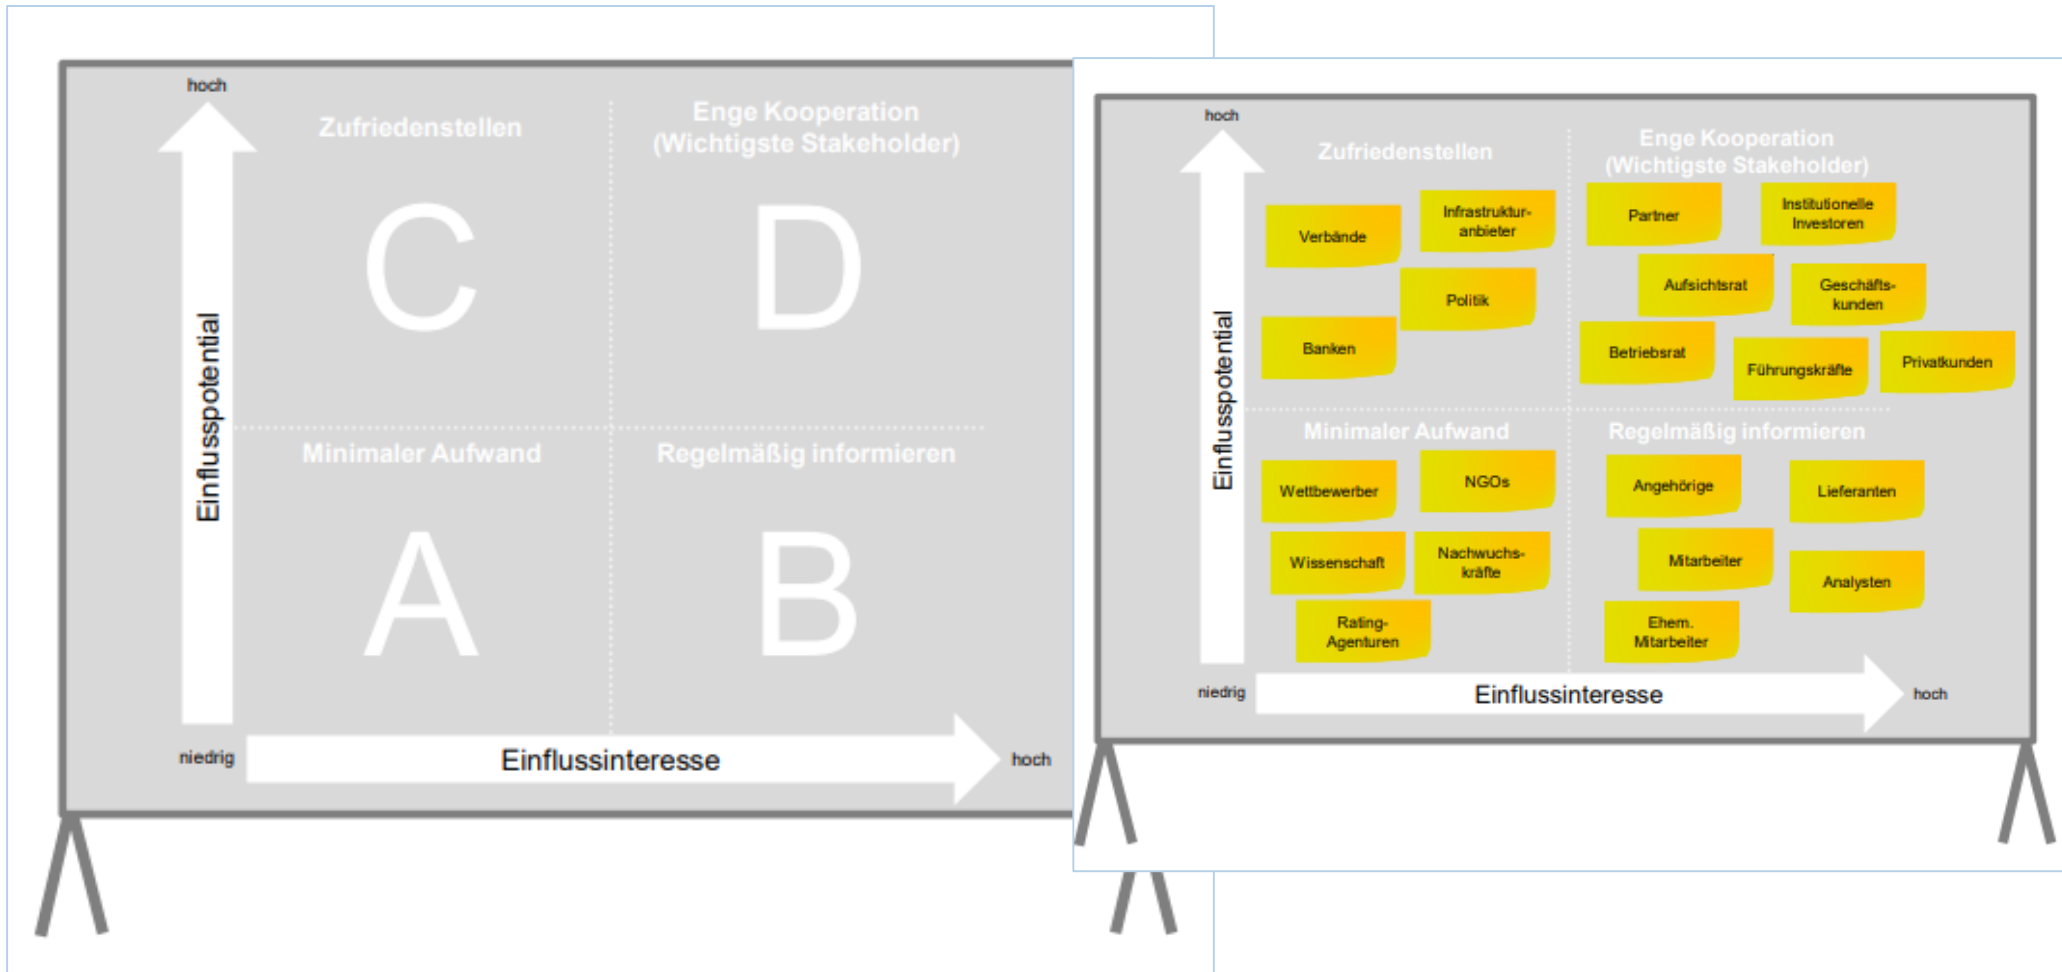 hoch
Zufriedenstellen
Enge Kooperation
(Wichtigste Stakeholder)
C
D
Einflusspotential
Minimaler Aufwand
Regelmäßig informieren
A
B
niedrig
Einflussinteresse
hoch
hoch
Zufriedenstellen
Enge Kooperation
(Wichtigste Stakeholder)
Verbände
Infrastruktur-
anbieter
Politik
Banken
Partner
Institutionelle
Investoren
Aufsichtsrat
Geschäfts-
kunden
Betriebsrat
Führungskräfte
Privatkunden
Einflusspotential
Minimaler Aufwand
Regelmäßig informieren
Wettbewerber
NGOs
Wissenschaft
Nachwuchs-
kräfte
Rating-
Agenturen
Angehörige
Lieferanten
Mitarbeiter
Analysten
Ehem.
Mitarbeiter
niedrig
Einflussinteresse
hoch